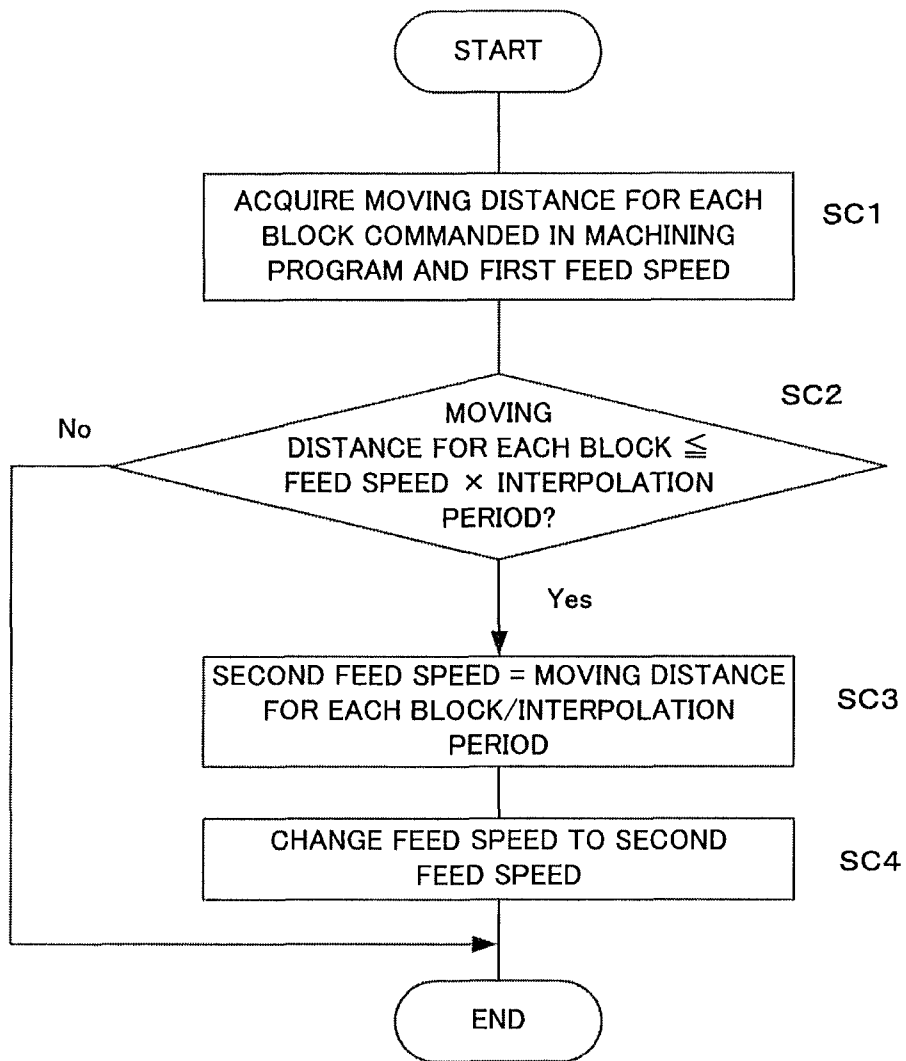 START
ACQUIRE MOVING DISTANCE FOR EACH
BLOCK COMMANDED IN MACHINING
PROGRAM AND FIRST FEED SPEED
SC1
SC2
No
MOVING
DISTANCE FOR EACH BLOCK ≦
FEED SPEED × INTERPOLATION
PERIOD?
Yes
SECOND FEED SPEED = MOVING DISTANCE
FOR EACH BLOCK/INTERPOLATION
PERIOD
SC3
CHANGE FEED SPEED TO SECOND
FEED SPEED
SC4
END